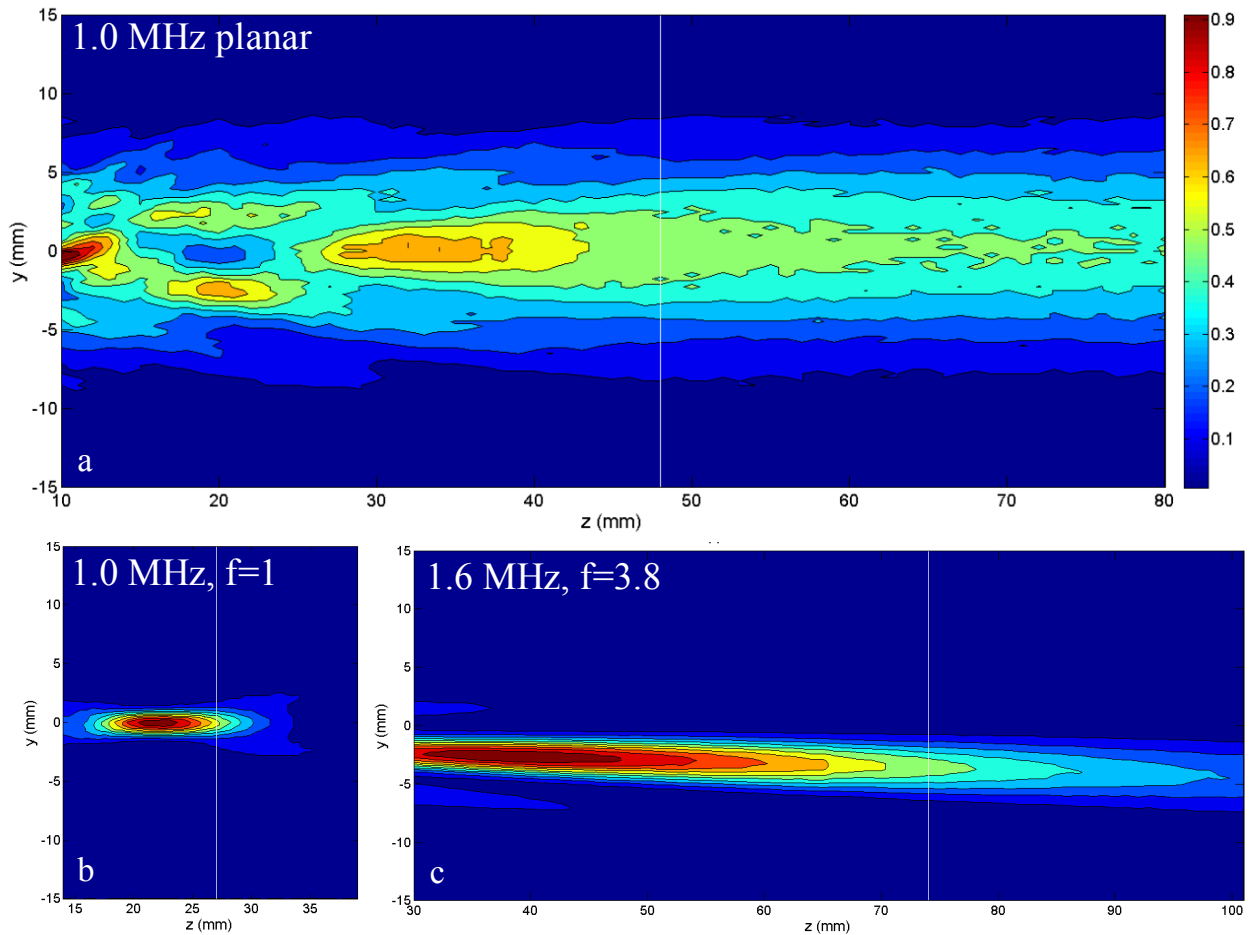 1.0 MHz planar
15
10
5
0
-5
-10
-15
y (mm)
a
10 20 30 40 50 60 70 80
z (mm)
0.9
0.8
0.7
0.6
0.5
0.4
0.3
0.2
0.1
1.0 MHz, f=1
15
10
5
0
-5
-10
-15
y (mm)
b
15 20 25 30 35
z (mm)
1.6 MHz, f=3.8
15
10
5
0
-5
-10
-15
y (mm)
c
30 40 50 60 70 80 90 100
z (mm)